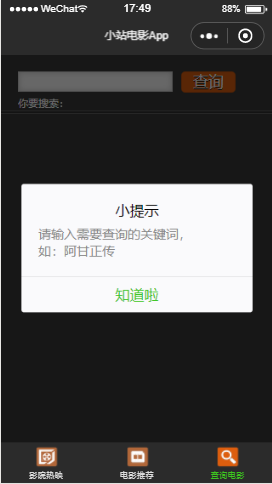 WeChat
17:49
88%
小站电影App
查询
你要搜索:
小提示
请输入需要查询的关键词，
如：阿甘正传
知道啦
影院热映
电影推荐
查询电影